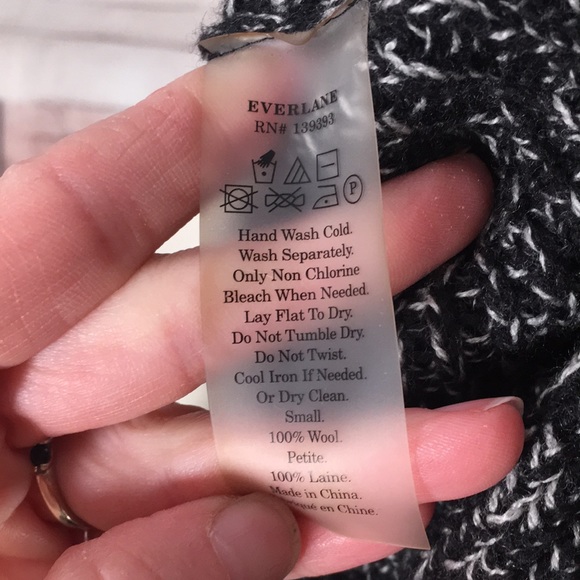 EVERLANE
RN# 139393
P
Hand Wash Cold.
Wash Separately.
Only Non Chlorine
Bleach When Needed.
Lay Flat To Dry.
Do Not Tumble Dry.
Do Not Twist.
Cool Iron If Needed.
Or Dry Clean.
Small.
100% Wool.
Petite.
100% Laine.
Made in China.
en Chine.